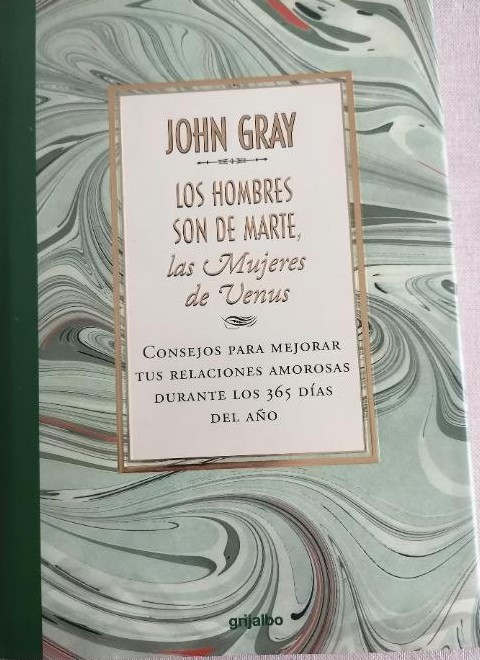 JOHN GRAY
LOS HOMBRES
SON DE MARTE,
las Mujeres
de Venus
CONSEJOS PARA MEJORAR
TUS RELACIONES AMOROSAS
DURANTE LOS 365 DÍAS
DEL AÑO
grijalbo